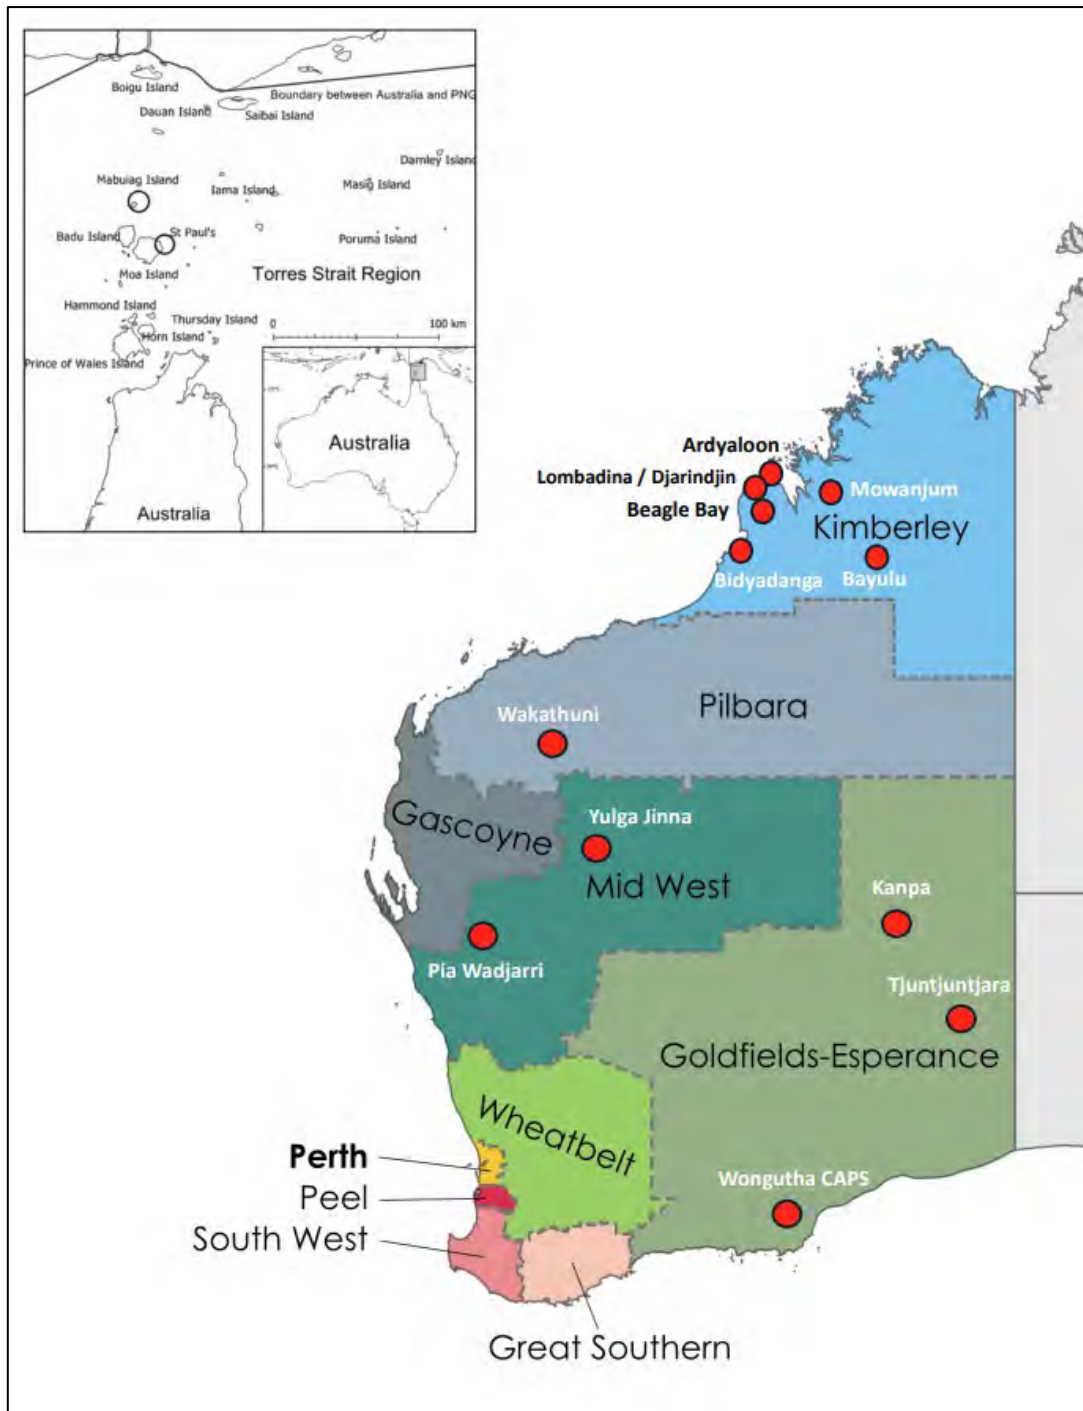 Boigu Island
Boundary between Australia and PNG
Dauan Island
Saibai Island
Darnley Island
Mabuiag Island
Iama Island
Masig Island
Badu Island
St Paul's
Poruma Island
Moa Island
Torres Strait Region
Hammond Island
Thursday Island
0 100 km
Horn Island
Prince of Wales Island
Australia
Australia
Ardyaloon
Lombadina / Djarindjin
Mowanjum
Beagle Bay
Kimberley
Bidyadanga
Bayulu
Pilbara
Wakathuni
Gascoyne
Yulga Jinna
Mid West
Kanpa
Pia Wadjarri
Tjuntjuntjara
Goldfields-Esperance
Wheatbelt
Perth
Peel
Wongutha CAPS
South West
Great Southern